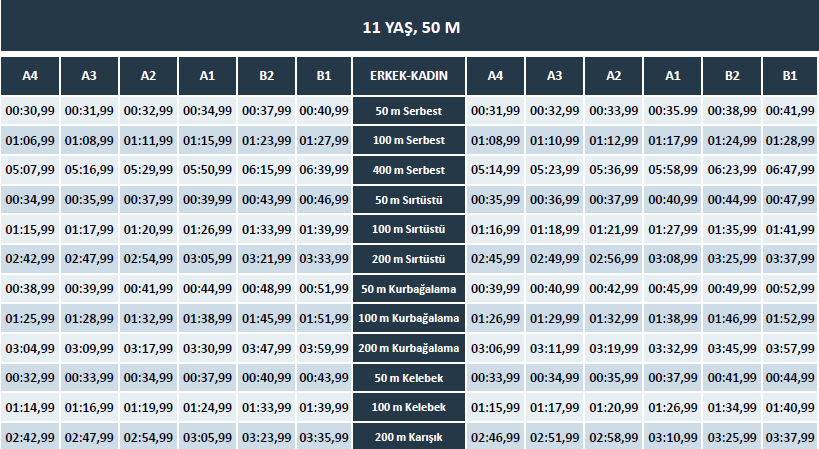 11 YAŞ, 50 M
A4 A3 A2 A1 B2 B1 ERKEK-KADIN A4 A3 A2 A1 B2 B1
00:30,99 00:31,99 00:32,99 00:34,99 00:37,99 00:40,99 50 m Serbest 00:31,99 00:32,99 00:33,99 00:35.99 00:38,99 00:41,99
01:06,99 01:08,99 01:11,99 01:15,99 01:23,99 01:27,99 100 m Serbest 01:08,99 01:10,99 01:12,99 01:17,99 01:24,99 01:28,99
05:07,99 05:16,99 05:29,99 05:50,99 06:15,99 06:39,99 400 m Serbest 05:14,99 05:23,99 05:36,99 05:58,99 06:23,99 06:47,99
00:34,99 00:35,99 00:37,99 00:39,99 00:43,99 00:46,99 50 m Sırtüstü 00:35,99 00:36,99 00:37,99 00:40,99 00:44,99 00:47,99
01:15,99 01:17,99 01:20,99 01:26,99 01:33,99 01:39,99 100 m Sırtüstü 01:16,99 01:18,99 01:21,99 01:27,99 01:35,99 01:41,99
02:42,99 02:47,99 02:54,99 03:05,99 03:21,99 03:33,99 200 m Sırtüstü 02:45,99 02:49,99 02:56,99 03:08,99 03:25,99 03:37,99
00:38,99 00:39,99 00:41,99 00:44,99 00:48,99 00:51,99 50 m Kurbağalama 00:39,99 00:40,99 00:42,99 00:45,99 00:49,99 00:52,99
01:25,99 01:28,99 01:32,99 01:38,99 01:45,99 01:51,99 100 m Kurbağalama 01:26,99 01:29,99 01:32,99 01:38,99 01:46,99 01:52,99
03:04,99 03:09,99 03:17,99 03:30,99 03:47,99 03:59,99 200 m Kurbağalama 03:06,99 03:11,99 03:19,99 03:32,99 03:45,99 03:57,99
00:32,99 00:33,99 00:34,99 00:37,99 00:40,99 00:43,99 50 m Kelebek 00:33,99 00:34,99 00:35,99 00:37,99 00:41,99 00:44,99
01:14,99 01:16,99 01:19,99 01:24,99 01:33,99 01:39,99 100 m Kelebek 01:15,99 01:17,99 01:20,99 01:26,99 01:34,99 01:40,99
02:42,99 02:47,99 02:54,99 03:05,99 03:23,99 03:35,99 200 m Karışık 02:46,99 02:51,99 02:58,99 03:10,99 03:25,99 03:37,99